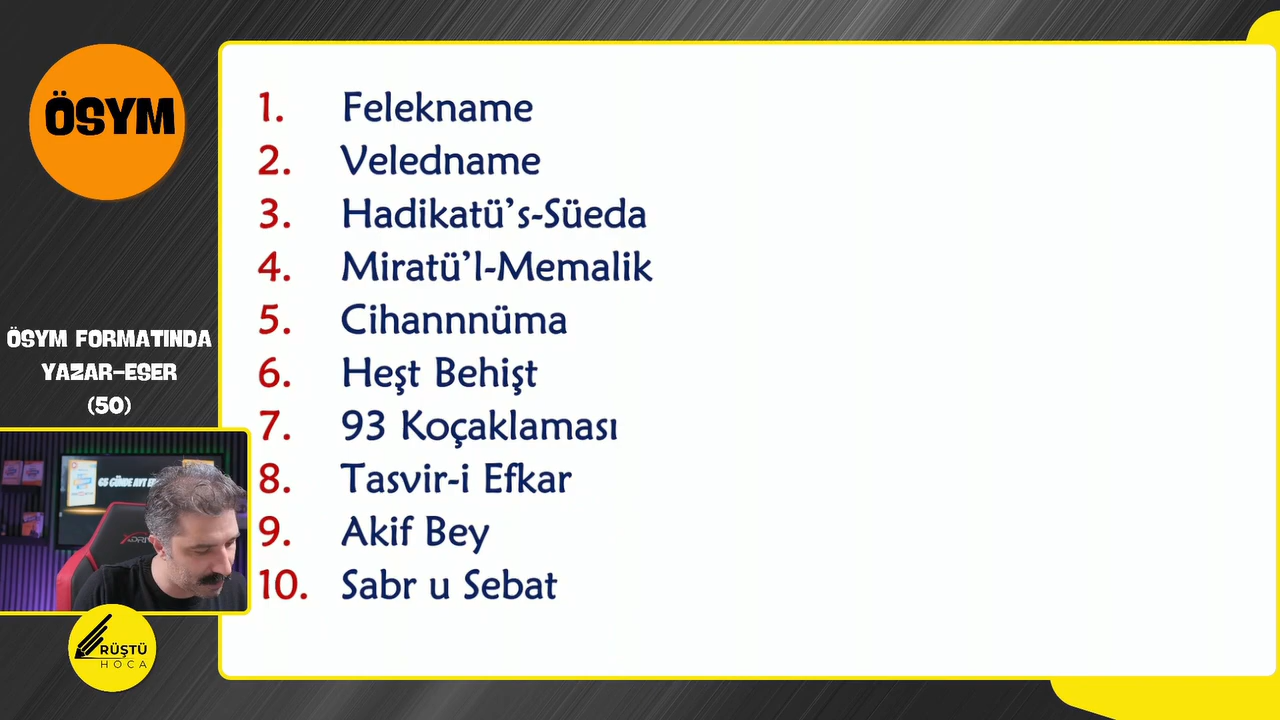 ÖSYM
ÖSYM FORMATINDA
YAZAR-ESER
(50)
1. Felekname
2. Veledname
3. Hadikatü's-Süeda
4. Miratü'l-Memalik
5. Cihannnüma
6. Heşt Behişt
7. 93 Koçaklaması
8. Tasvir-i Efkar
9. Akif Bey
10. Sabr u Sebat
RÜŞTÜ
HOCA